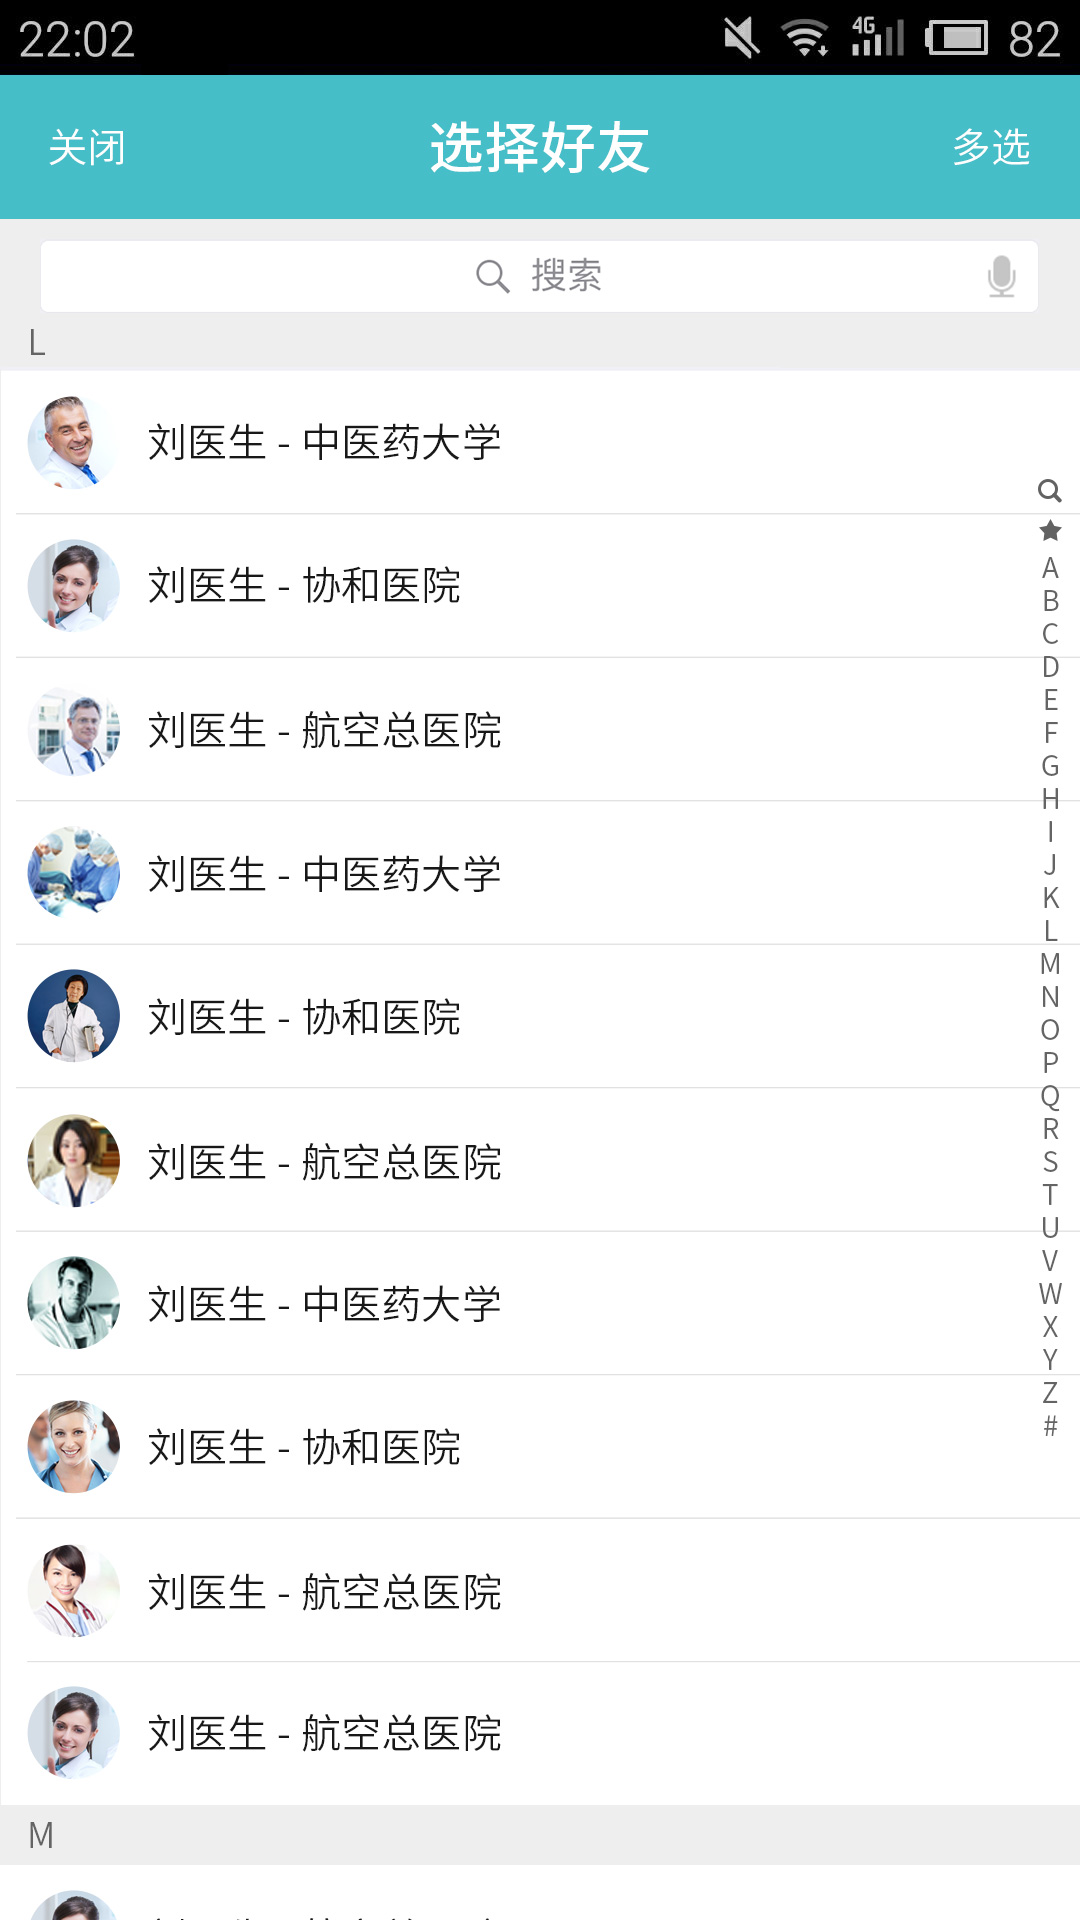 22:02 4G 82
关闭 选择好友 多选
搜索
L
刘医生 - 中医药大学
刘医生 - 协和医院
刘医生 - 航空总医院
刘医生 - 中医药大学
刘医生 - 协和医院
刘医生 - 航空总医院
刘医生 - 中医药大学
刘医生 - 协和医院
刘医生 - 航空总医院
刘医生 - 航空总医院
M
A
B
C
D
E
F
G
H
I
J
K
L
M
N
O
P
Q
R
S
T
U
V
W
X
Y
Z
#